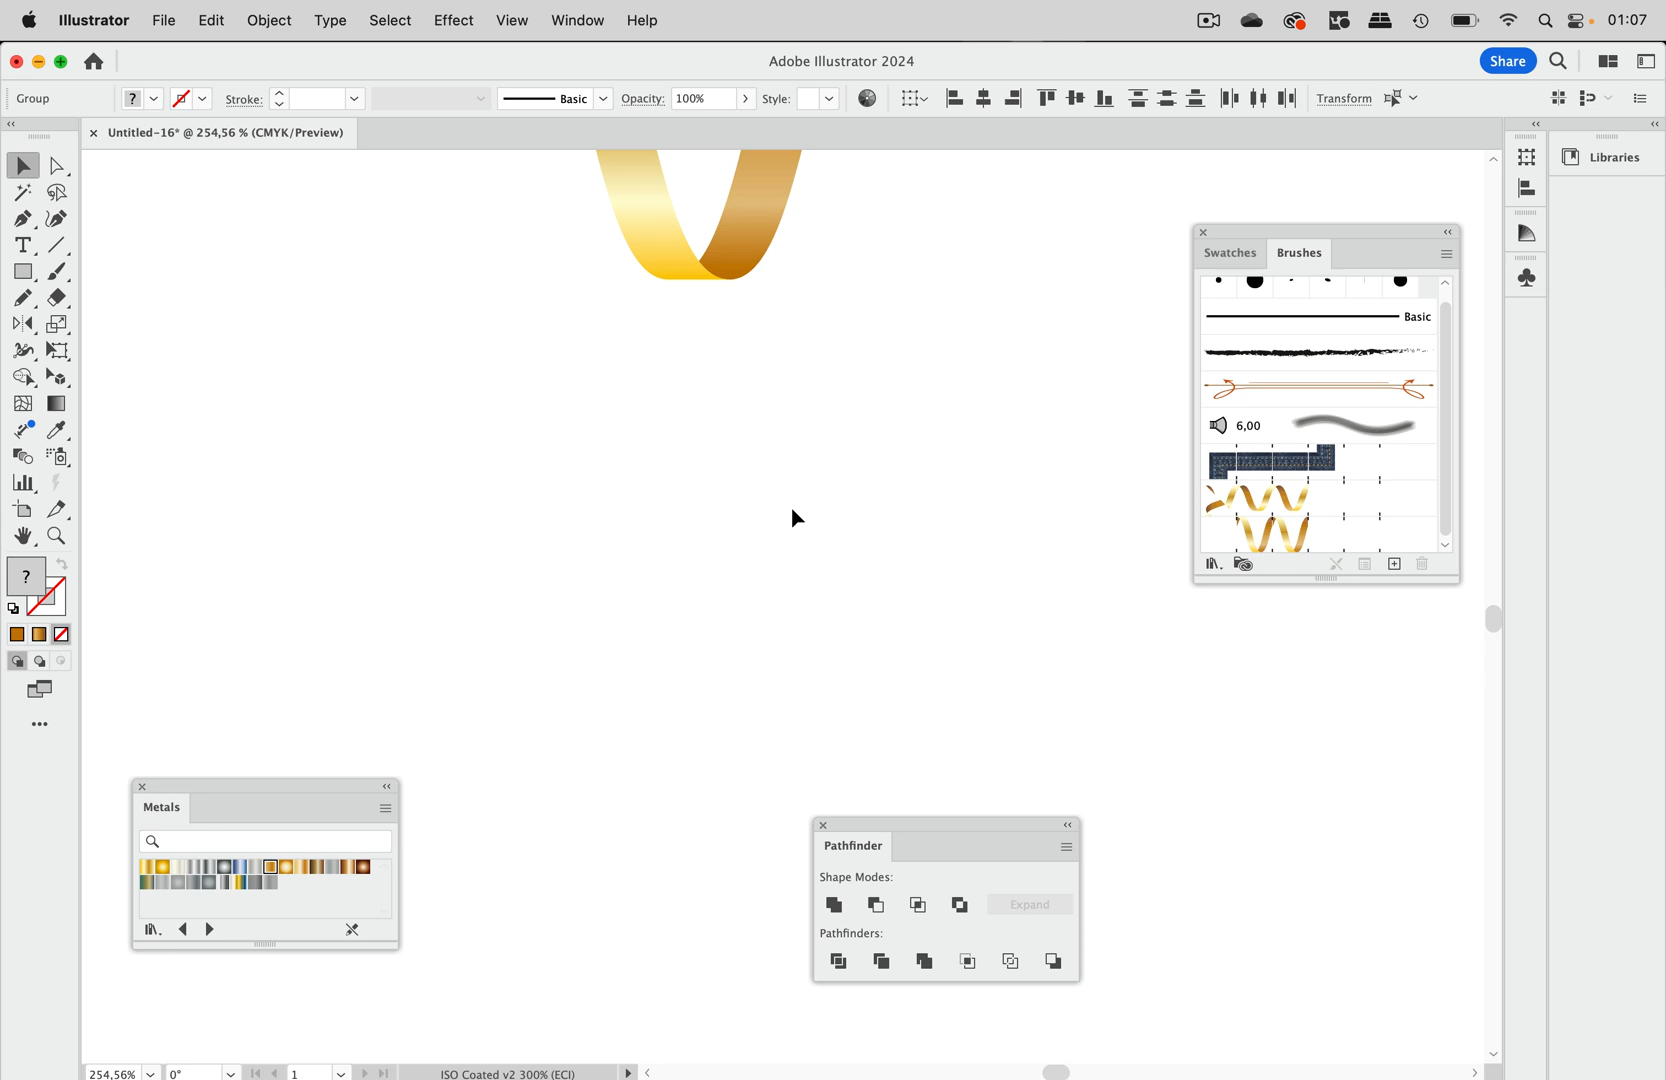 Illustrator File Edit Object Type Select Effect View Window Help 01:07
Adobe Illustrator 2024 Share
Group ? Stroke: Basic Opacity: 100% Style: Transform
Untitled-16* @ 254,56 % (CMYK/Preview)
Libraries
Swatches Brushes
Basic
6,00
?
Metals
Pathfinder
Shape Modes:
Expand
Pathfinders:
254,56% 0° 1 ISO Coated v2 300% (ECI)